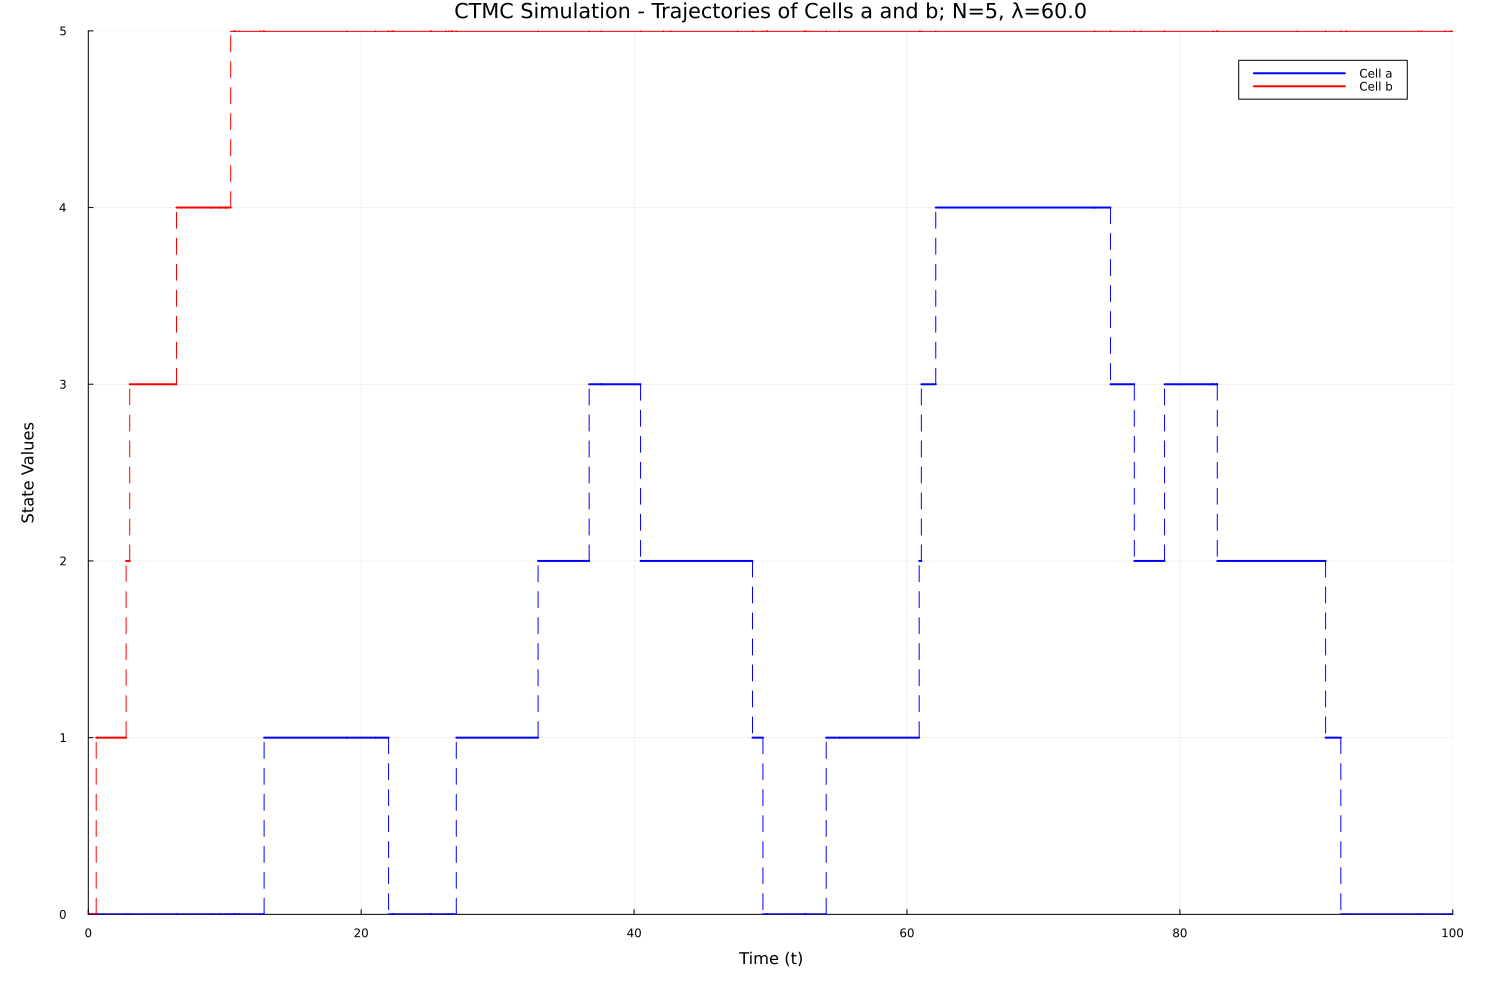 CTMC Simulation - Trajectories of Cells a and b; N=5, λ=60.0
5
4
3
2
1
0
State Values
Cell a
Cell b
0 20 40 60 80 100
Time (t)